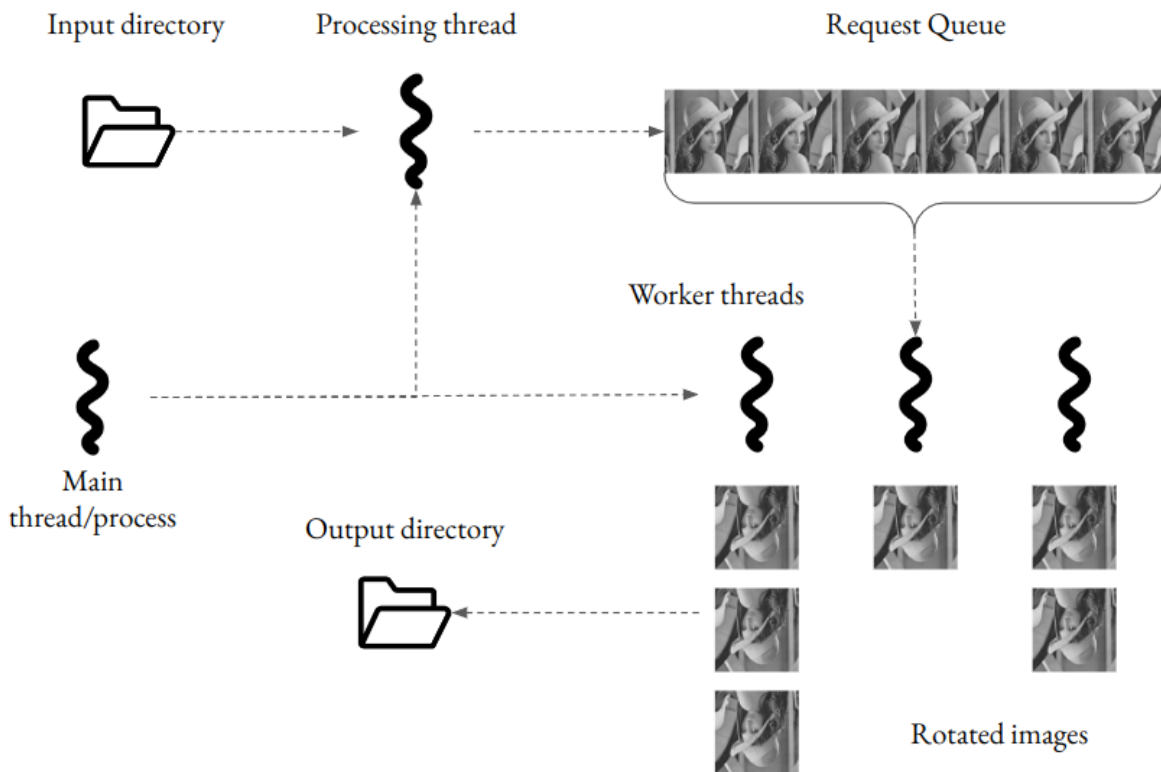 Input directory
Processing thread
Request Queue
Worker threads
Main
thread/process
Output directory
Rotated images